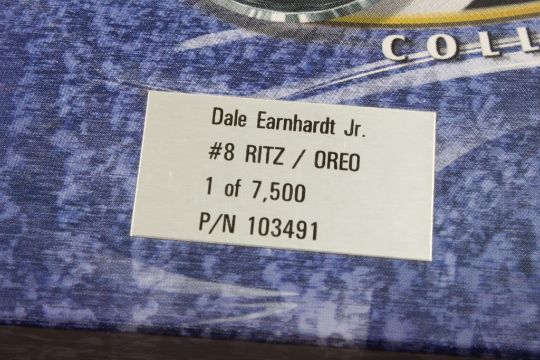 COLL
Dale Earnhardt Jr.
#8 RITZ / OREO
1 of 7,500
P/N 103491